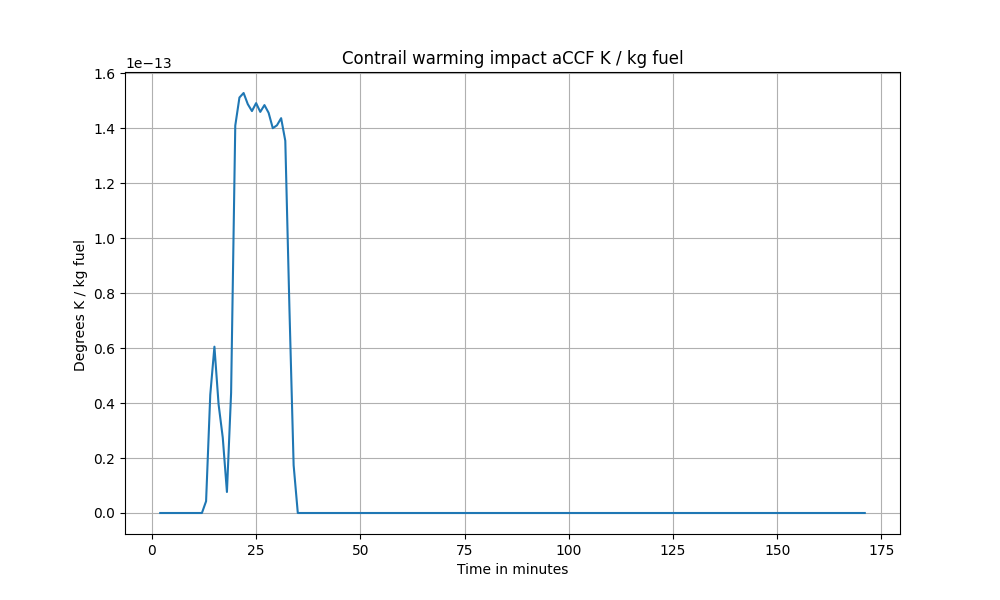 Contrail warming impact aCCF K / kg fuel
1e−13
1.6
1.4
1.2
1.0
0.8
0.6
0.4
0.2
0.0
Degrees K / kg fuel
0 25 50 75 100 125 150 175
Time in minutes